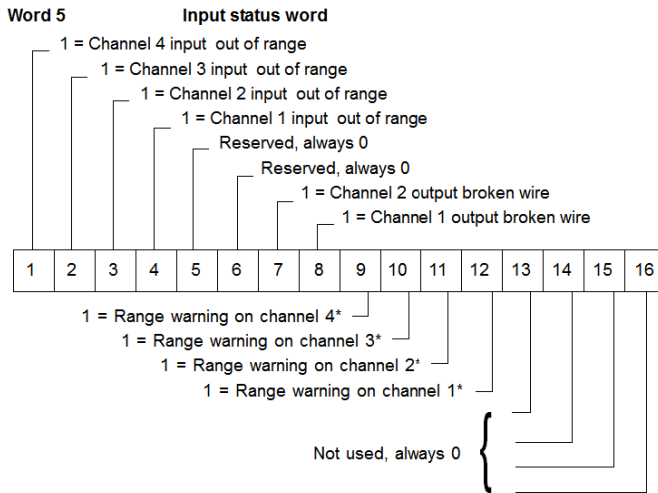 Word 5 Input status word
1 = Channel 4 input out of range
1 = Channel 3 input out of range
1 = Channel 2 input out of range
1 = Channel 1 input out of range
Reserved, always 0
Reserved, always 0
1 = Channel 2 output broken wire
1 = Channel 1 output broken wire
1 2 3 4 5 6 7 8 9 10 11 12 13 14 15 16
1 = Range warning on channel 4*
1 = Range warning on channel 3*
1 = Range warning on channel 2*
1 = Range warning on channel 1*
Not used, always 0